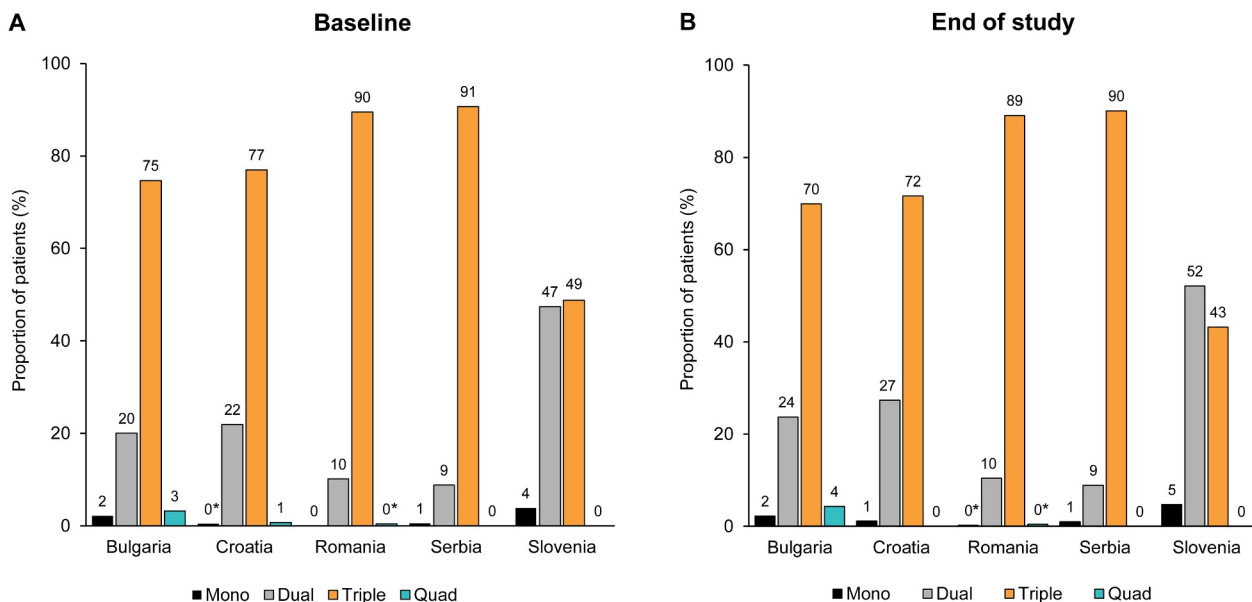 A
Baseline
Proportion of patients (%)
100
80
60
40
20
0
2 20 75 3
0* 22 77 1
0 10 90 0*
1 9 91 0
4 47 49 0
Bulgaria Croatia Romania Serbia Slovenia
Mono Dual Triple Quad
B
End of study
Proportion of patients (%)
100
80
60
40
20
0
2 24 70 4
1 27 72 0
0* 10 89 0*
1 9 90 0
5 52 43 0
Bulgaria Croatia Romania Serbia Slovenia
Mono Dual Triple Quad